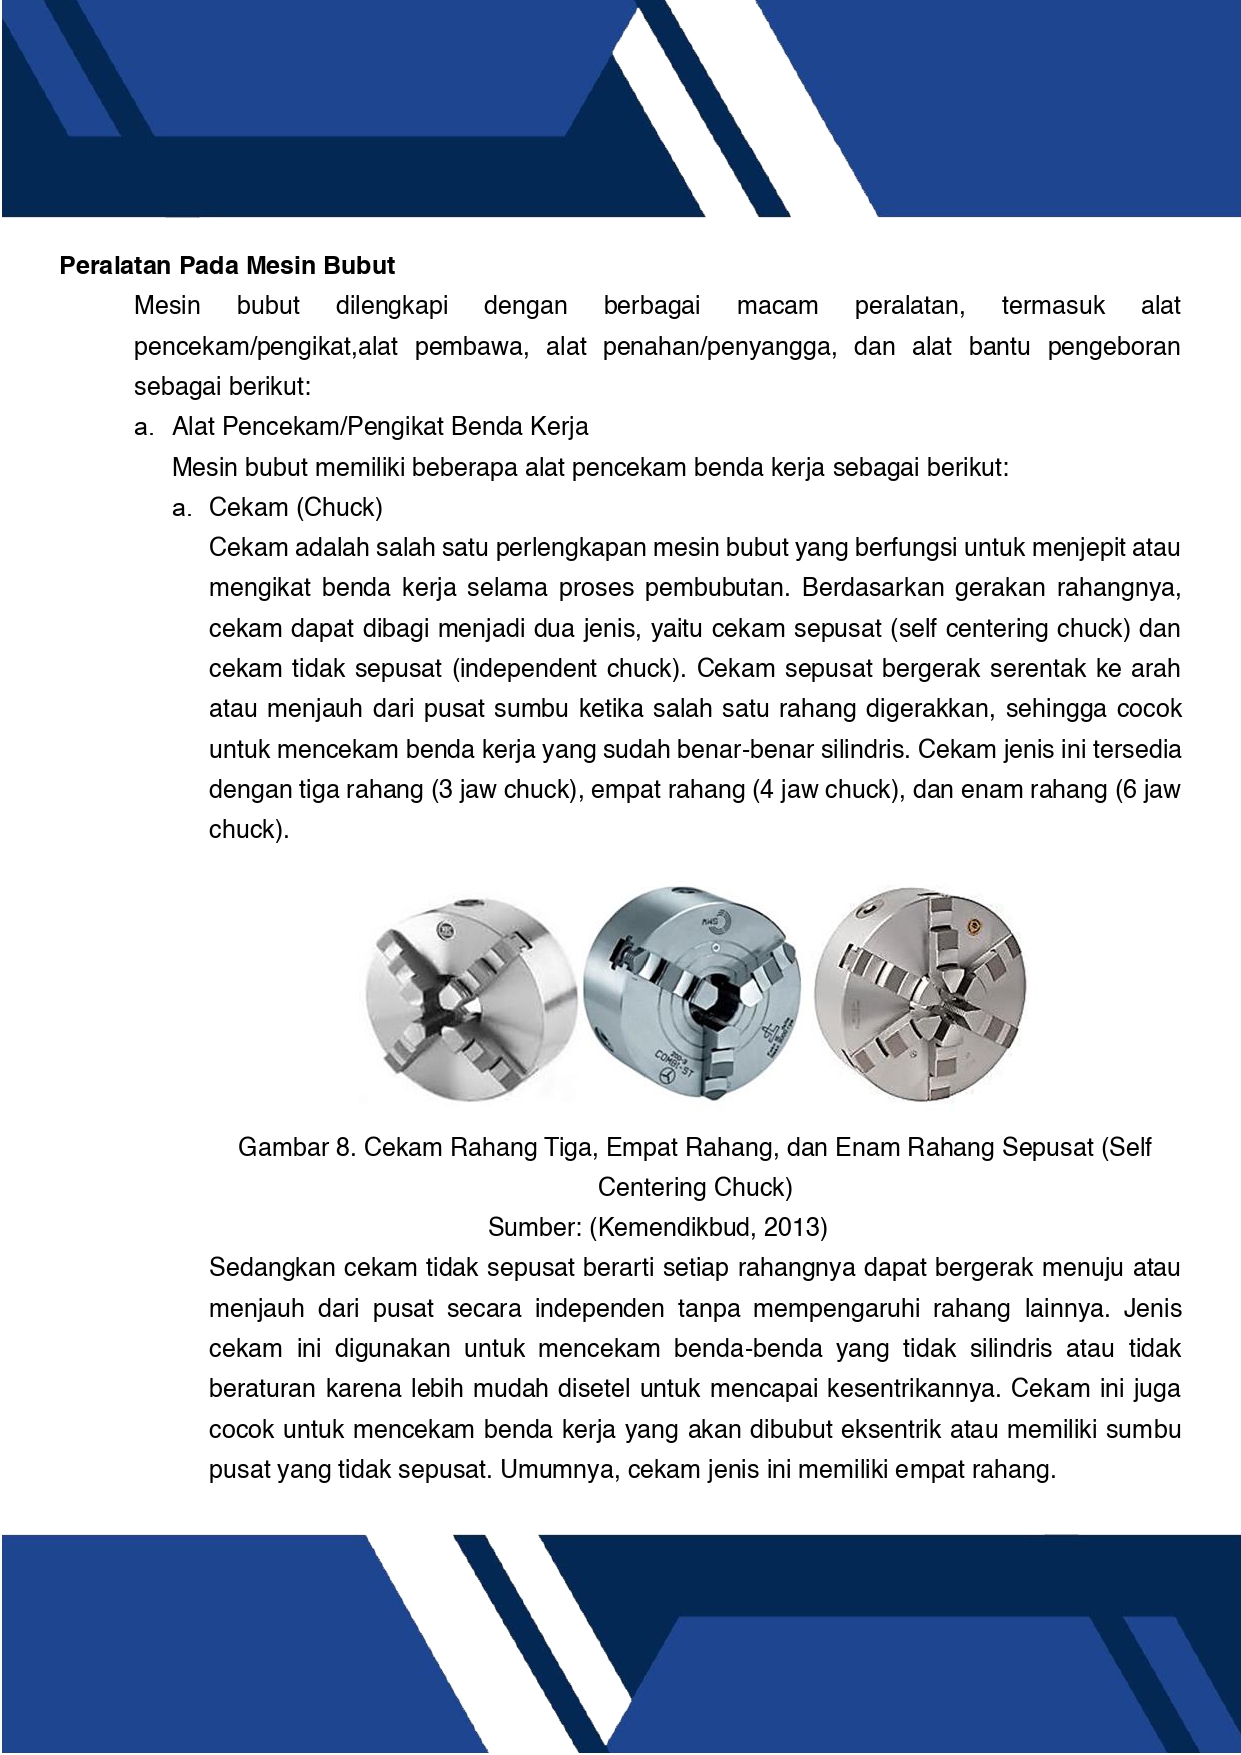 Peralatan Pada Mesin Bubut
Mesin bubut dilengkapi dengan berbagai macam peralatan, termasuk alat
pencekam/pengikat,alat pembawa, alat penahan/penyangga, dan alat bantu pengeboran
sebagai berikut:
a. Alat Pencekam/Pengikat Benda Kerja
Mesin bubut memiliki beberapa alat pencekam benda kerja sebagai berikut:
a. Cekam (Chuck)
Cekam adalah salah satu perlengkapan mesin bubut yang berfungsi untuk menjepit atau
mengikat benda kerja selama proses pembubutan. Berdasarkan gerakan rahangnya,
cekam dapat dibagi menjadi dua jenis, yaitu cekam sepusat (self centering chuck) dan
cekam tidak sepusat (independent chuck). Cekam sepusat bergerak serentak ke arah
atau menjauh dari pusat sumbu ketika salah satu rahang digerakkan, sehingga cocok
untuk mencekam benda kerja yang sudah benar-benar silindris. Cekam jenis ini tersedia
dengan tiga rahang (3 jaw chuck), empat rahang (4 jaw chuck), dan enam rahang (6 jaw
chuck).
COMBI-ST
Gambar 8. Cekam Rahang Tiga, Empat Rahang, dan Enam Rahang Sepusat (Self
Centering Chuck)
Sumber: (Kemendikbud, 2013)
Sedangkan cekam tidak sepusat berarti setiap rahangnya dapat bergerak menuju atau
menjauh dari pusat secara independen tanpa mempengaruhi rahang lainnya. Jenis
cekam ini digunakan untuk mencekam benda-benda yang tidak silindris atau tidak
beraturan karena lebih mudah disetel untuk mencapai kesentrikannya. Cekam ini juga
cocok untuk mencekam benda kerja yang akan dibubut eksentrik atau memiliki sumbu
pusat yang tidak sepusat. Umumnya, cekam jenis ini memiliki empat rahang.